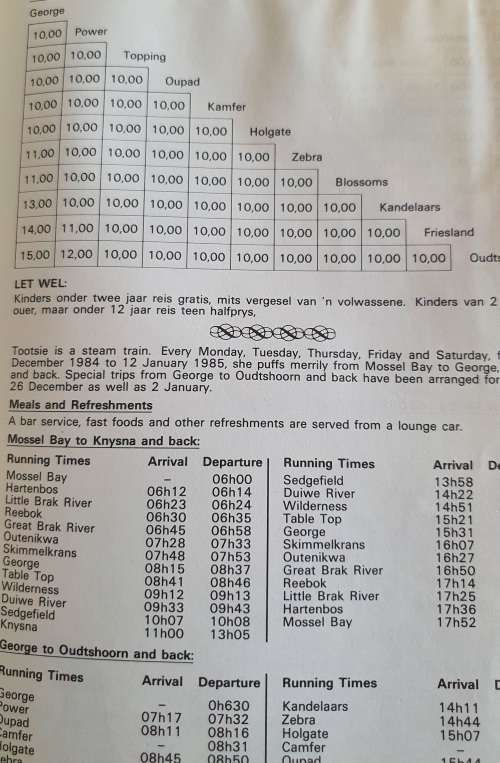 George
10,00 Power
10,00 10,00 Topping
10,00 10,00 10,00 Oupad
10,00 10,00 10,00 10,00 Kamfer
10,00 10,00 10,00 10,00 10,00 Holgate
11,00 10,00 10,00 10,00 10,00 10,00 Zebra
11,00 10,00 10,00 10,00 10,00 10,00 10,00 Blossoms
13,00 10,00 10,00 10,00 10,00 10,00 10,00 10,00 Kandelaars
14,00 11,00 10,00 10,00 10,00 10,00 10,00 10,00 10,00 Friesland
15,00 12,00 10,00 10,00 10,00 10,00 10,00 10,00 10,00 10,00 Oudts
LET WEL:
Kinders onder twee jaar reis gratis, mits vergesel van 'n volwassene. Kinders van 2
ouer, maar onder 12 jaar reis teen halfprys,
Tootsie is a steam train. Every Monday, Tuesday, Thursday, Friday and Saturday, f
December 1984 to 12 January 1985, she puffs merrily from Mossel Bay to George,
and back. Special trips from George to Oudtshoorn and back have been arranged for
26 December as well as 2 January.
Meals and Refreshments
A bar service, fast foods and other refreshments are served from a lounge car.
Mossel Bay to Knysna and back:
Running Times Arrival Departure
Mossel Bay – 06h00
Hartenbos 06h12 06h14
Little Brak River 06h23 06h24
Reebok 06h30 06h35
Great Brak River 06h45 06h58
Outenikwa 07h28 07h33
Skimmelkrans 07h48 07h53
George 08h15 08h37
Table Top 08h41 08h46
Wilderness 09h12 09h13
Duiwe River 09h33 09h43
Sedgefield 10h07 10h08
Knysna 11h00 13h05
Running Times Arrival De
Sedgefield 13h58
Duiwe River 14h22
Wilderness 14h51
Table Top 15h21
George 15h31
Skimmelkrans 16h07
Outenikwa 16h27
Great Brak River 16h50
Reebok 17h14
Little Brak River 17h25
Hartenbos 17h36
Mossel Bay 17h52
George to Oudtshoorn and back:
Running Times Arrival Departure
George – 0h630
Power 07h17 07h32
Oupad 08h11 08h16
Camfer – 08h31
Holgate 08h45 08h50
Running Times Arrival D
Kandelaars 14h11
Zebra 14h44
Holgate 15h07
Camfer –
Oupad 15h44